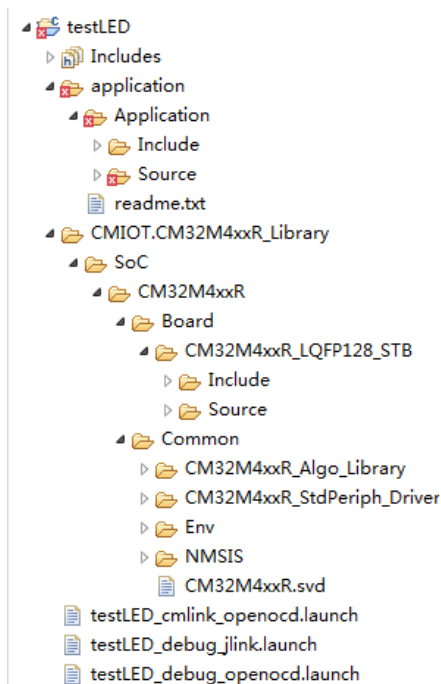 testLED
Includes
application
Application
Include
Source
readme.txt
CMIOT.CM32M4xxR_Library
SoC
CM32M4xxR
Board
CM32M4xxR_LQFP128_STB
Include
Source
Common
CM32M4xxR_Algo_Library
CM32M4xxR_StdPeriph_Driver
Env
NMSIS
CM32M4xxR.svd
testLED_cmlink_openocd.launch
testLED_debug_jlink.launch
testLED_debug_openocd.launch